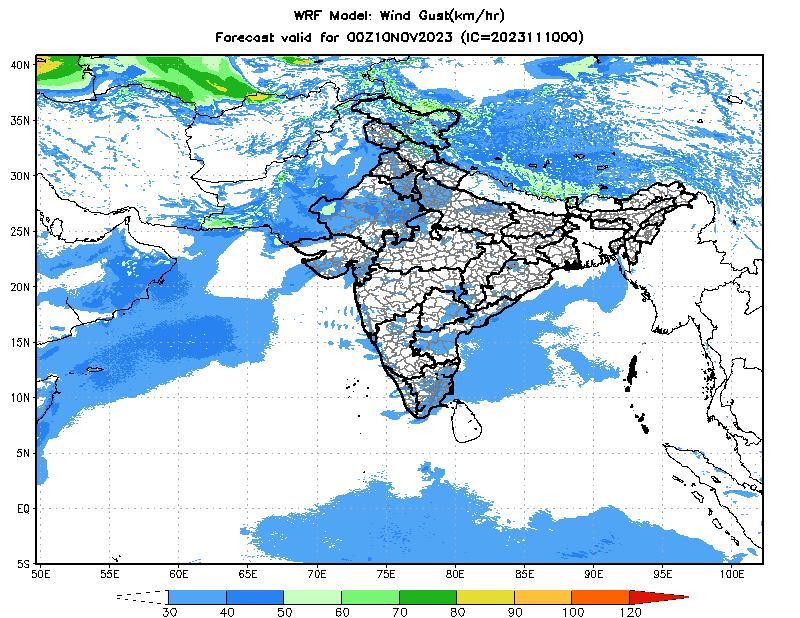 WRF Model: Wind Gust(km/hr)
Forecast valid for 00Z10NOV2023 (IC=2023111000)
40N
35N
30N
25N
20N
15N
10N
5N
EQ
5S
50E 55E 60E 65E 70E 75E 80E 85E 90E 95E 100E
30 40 50 60 70 80 90 100 120